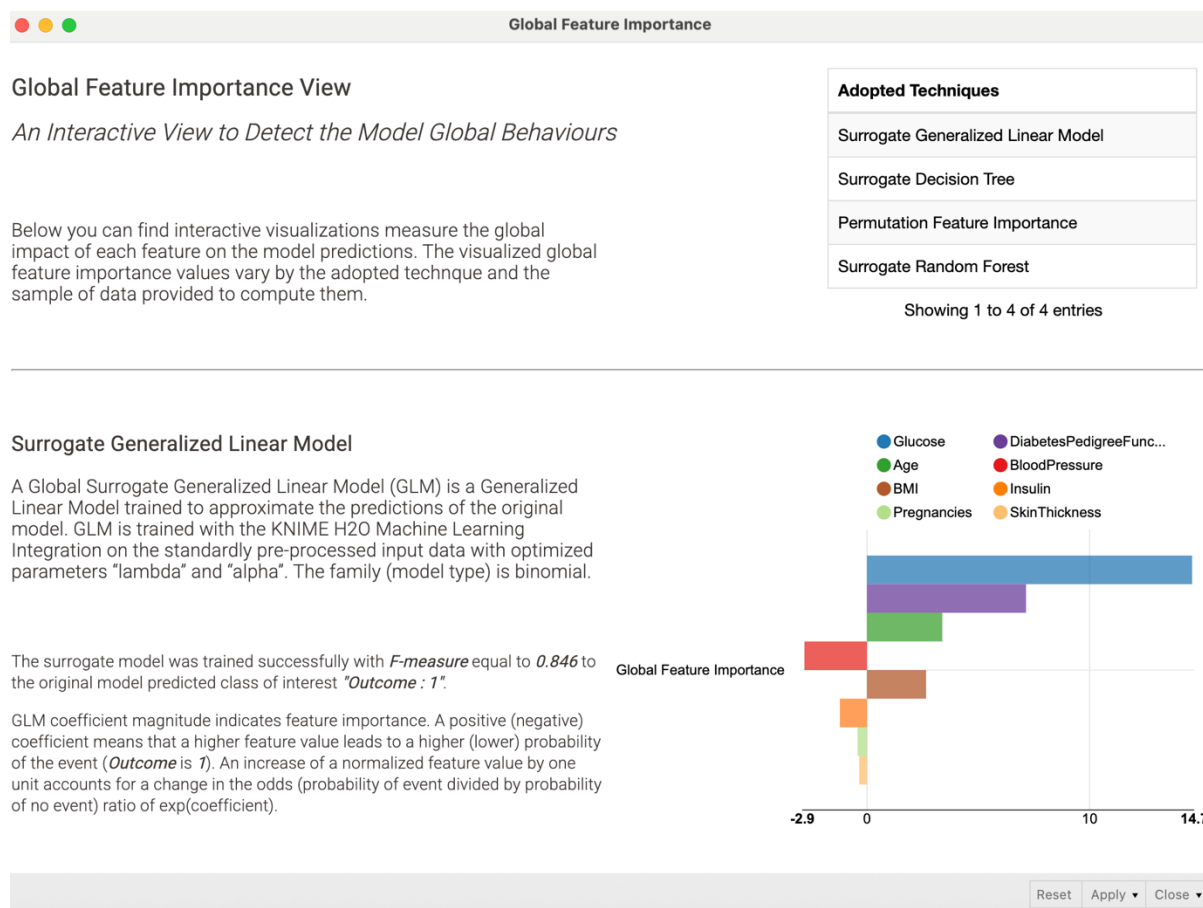 Global Feature Importance
Global Feature Importance View
An Interactive View to Detect the Model Global Behaviours
Below you can find interactive visualizations measure the global
impact of each feature on the model predictions. The visualized global
feature importance values vary by the adopted technque and the
sample of data provided to compute them.
Adopted Techniques
Surrogate Generalized Linear Model
Surrogate Decision Tree
Permutation Feature Importance
Surrogate Random Forest
Showing 1 to 4 of 4 entries
Surrogate Generalized Linear Model
A Global Surrogate Generalized Linear Model (GLM) is a Generalized
Linear Model trained to approximate the predictions of the original
model. GLM is trained with the KNIME H2O Machine Learning
Integration on the standardly pre-processed input data with optimized
parameters “lambda” and “alpha”. The family (model type) is binomial.
The surrogate model was trained successfully with F-measure equal to 0.846 to
the original model predicted class of interest "Outcome : 1".
GLM coefficient magnitude indicates feature importance. A positive (negative)
coefficient means that a higher feature value leads to a higher (lower) probability
of the event (Outcome is 1). An increase of a normalized feature value by one
unit accounts for a change in the odds (probability of event divided by probability
of no event) ratio of exp(coefficient).
Glucose
DiabetesPedigreeFunc...
Age
BloodPressure
BMI
Insulin
Pregnancies
SkinThickness
Global Feature Importance
-2.9
0
10
14.7
Reset
Apply
Close